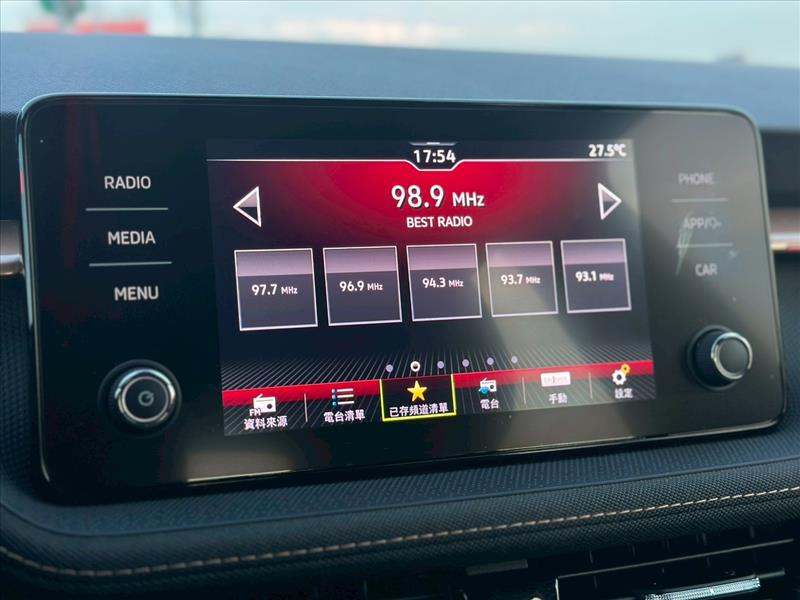 RADIO
MEDIA
MENU
17:54
27.5℃
98.9 MHz
BEST RADIO
97.7 MHz
96.9 MHz
94.3 MHz
93.7 MHz
93.1 MHz
FM
資料來源
電台清單
已存頻道清單
電台
手動
設定
PHONE
CAR